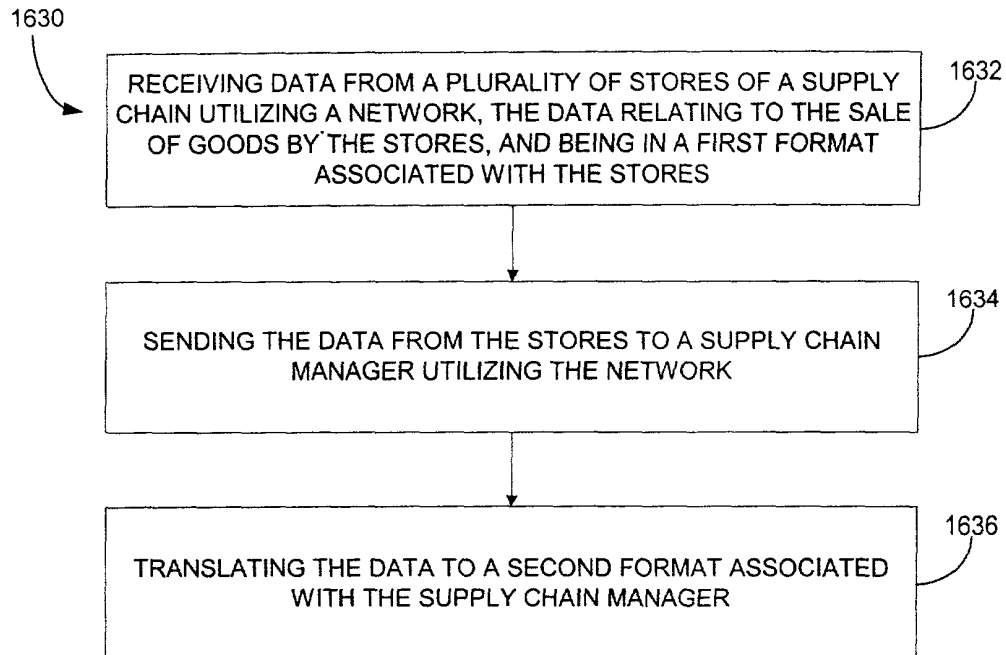 1630
RECEIVING DATA FROM A PLURALITY OF STORES OF A SUPPLY
CHAIN UTILIZING A NETWORK, THE DATA RELATING TO THE SALE
OF GOODS BY THE STORES, AND BEING IN A FIRST FORMAT
ASSOCIATED WITH THE STORES
1632
SENDING THE DATA FROM THE STORES TO A SUPPLY CHAIN
MANAGER UTILIZING THE NETWORK
1634
TRANSLATING THE DATA TO A SECOND FORMAT ASSOCIATED
WITH THE SUPPLY CHAIN MANAGER
1636